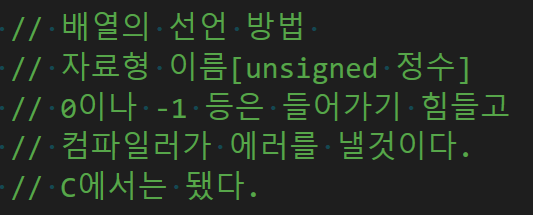 // 배열의 선언 방법
// 자료형 이름[unsigned 정수]
// 0이나 -1 등은 들어가기 힘들고
// 컴파일러가 에러를 낼것이다.
// C에서는 됐다.